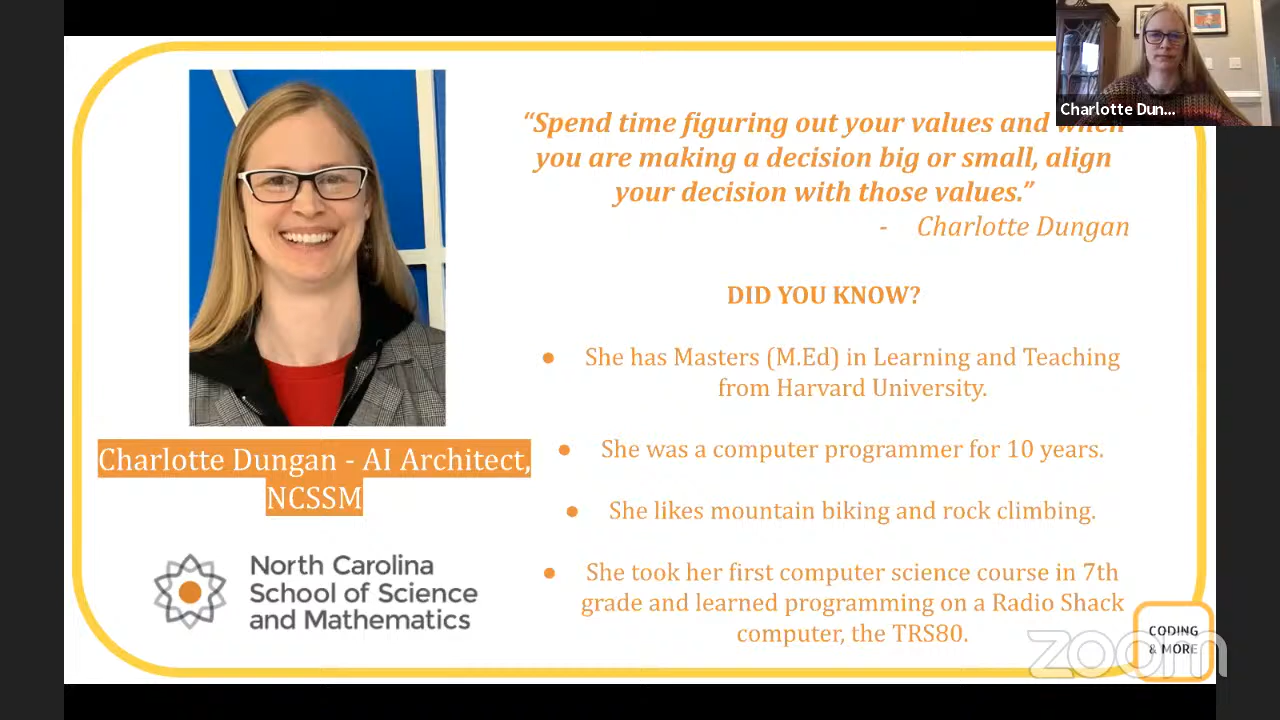 “Spend time figuring out your values and when
you are making a decision big or small, align
your decision with those values.”
- Charlotte Dungan
DID YOU KNOW?
● She has Masters (M.Ed) in Learning and Teaching
from Harvard University.
● She was a computer programmer for 10 years.
● She likes mountain biking and rock climbing.
● She took her first computer science course in 7th
grade and learned programming on a Radio Shack
computer, the TRS80.
Charlotte Dungan - AI Architect,
NCSSM
North Carolina
School of Science
and Mathematics
Charlotte Dun...
CODING
& MORE
zoom